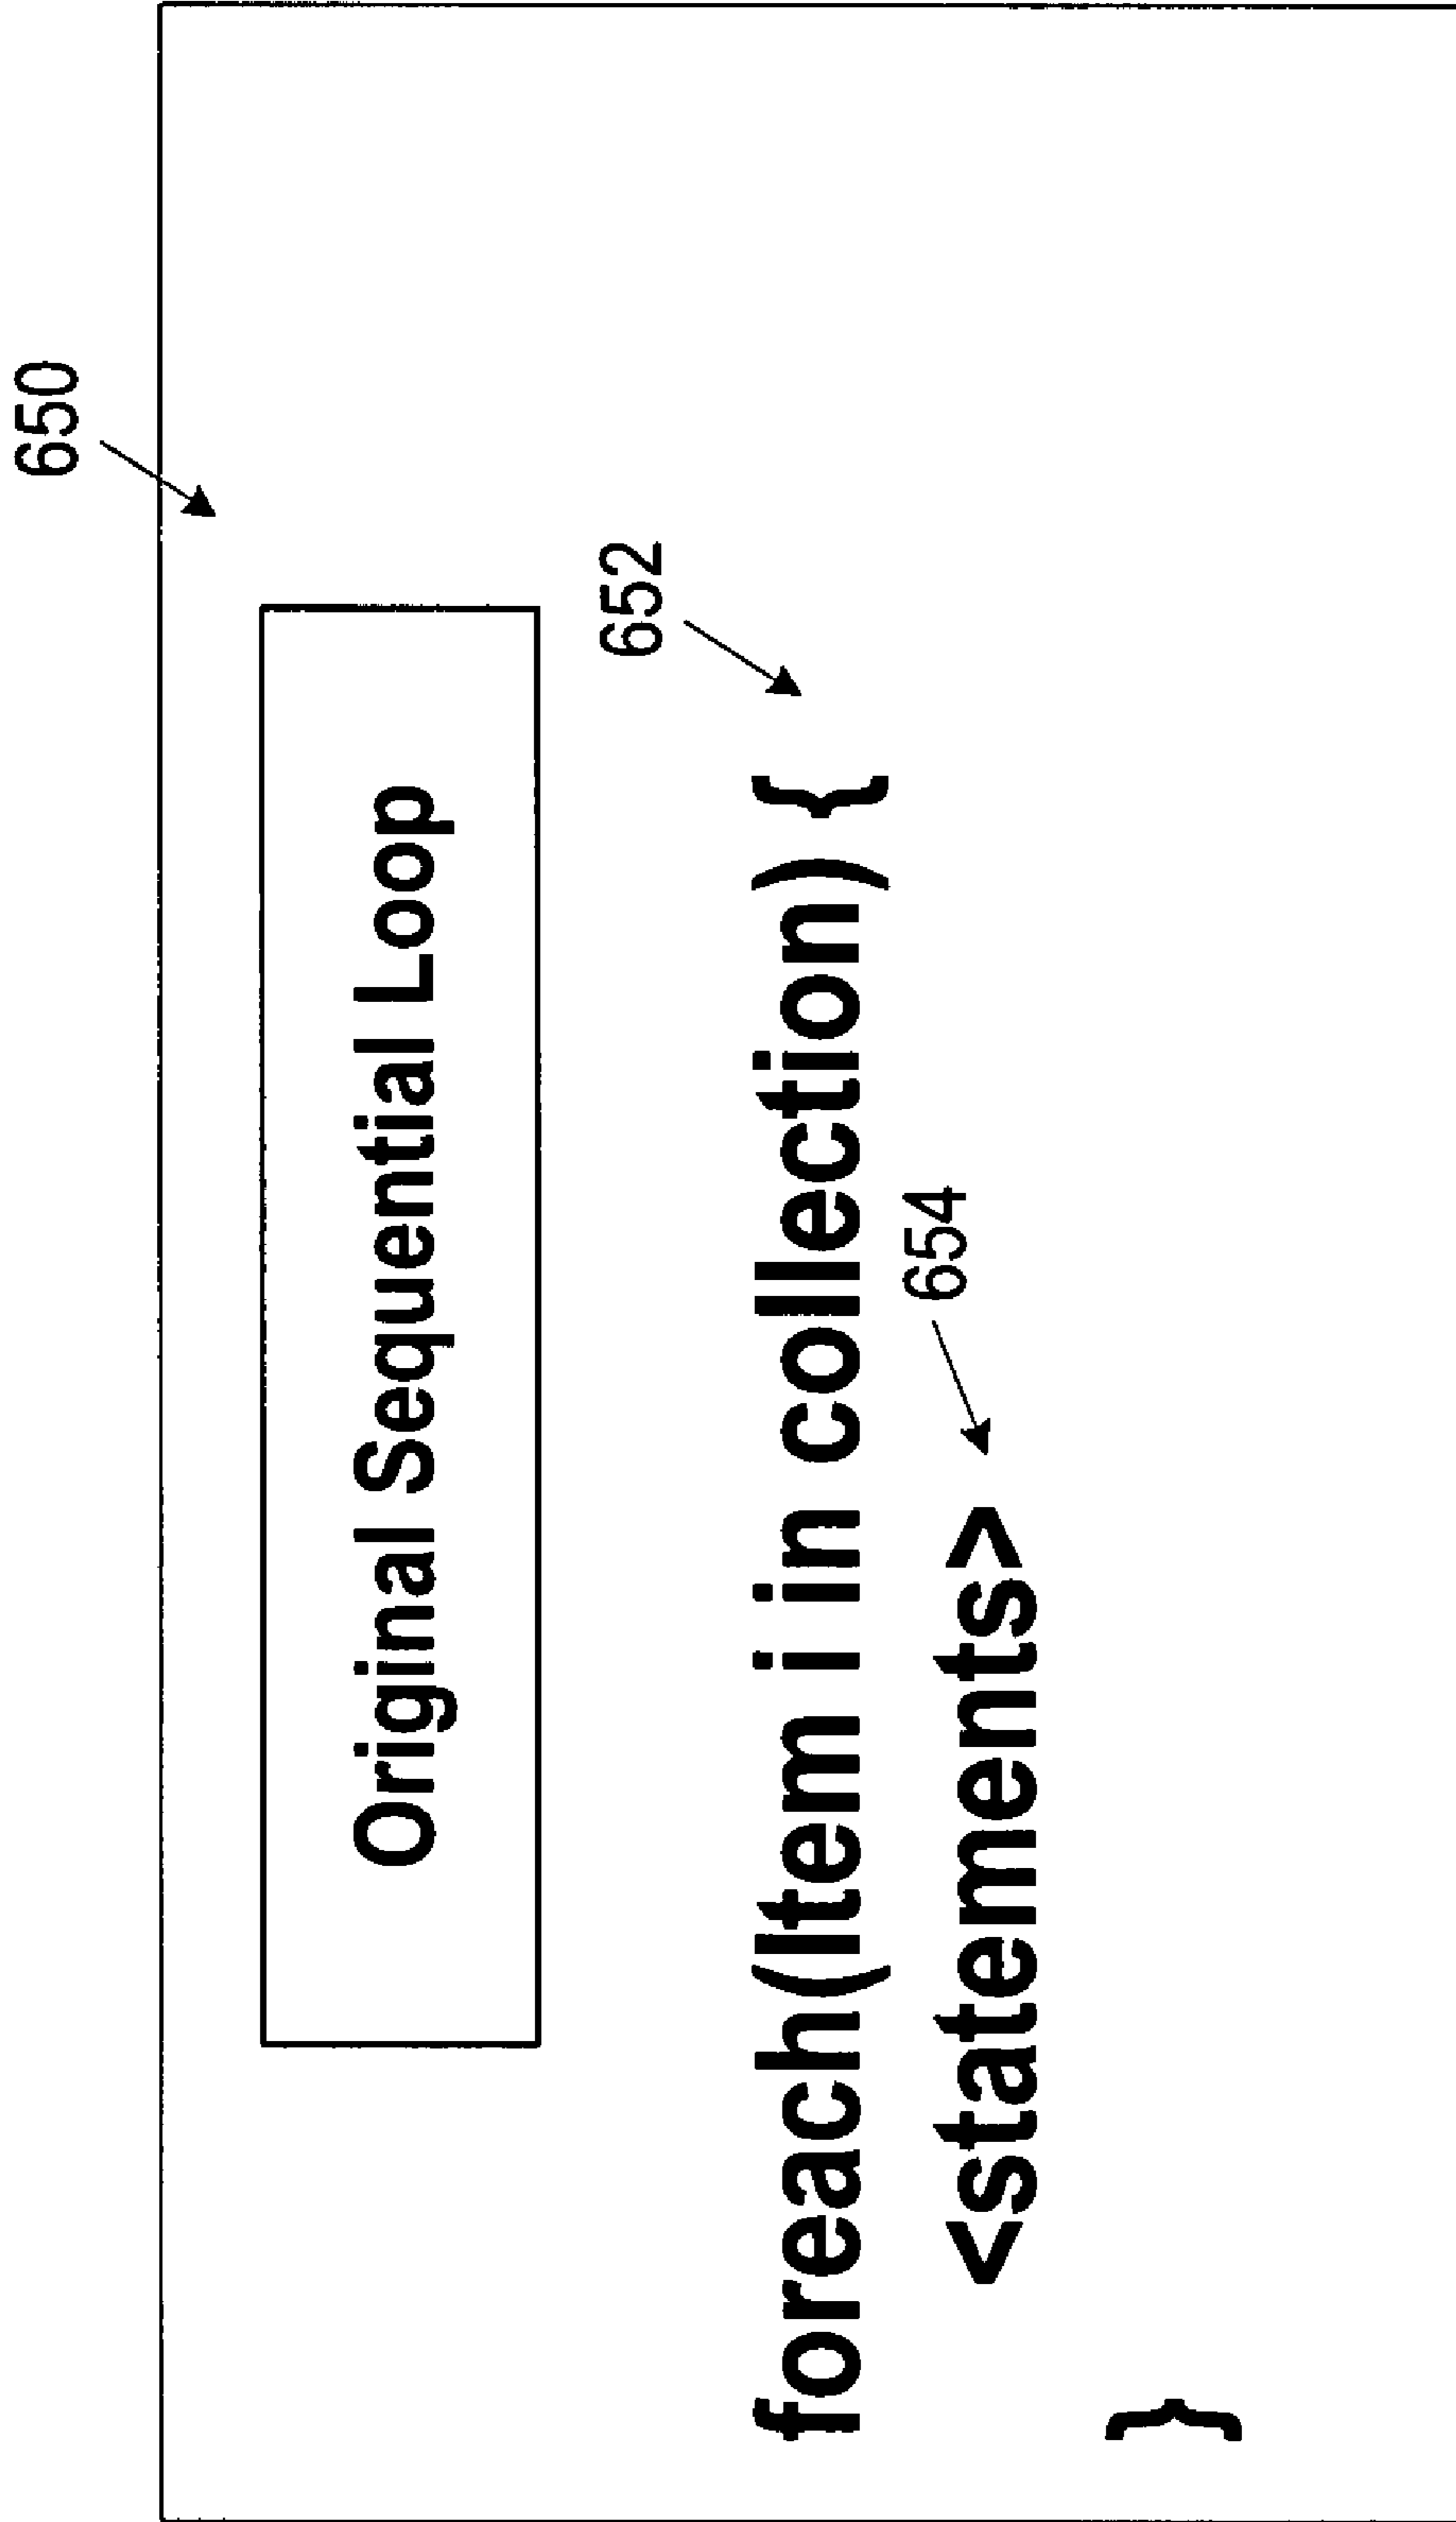 650
Original Sequential Loop
652
foreach(Item i in collection) {
654
<statements>
}